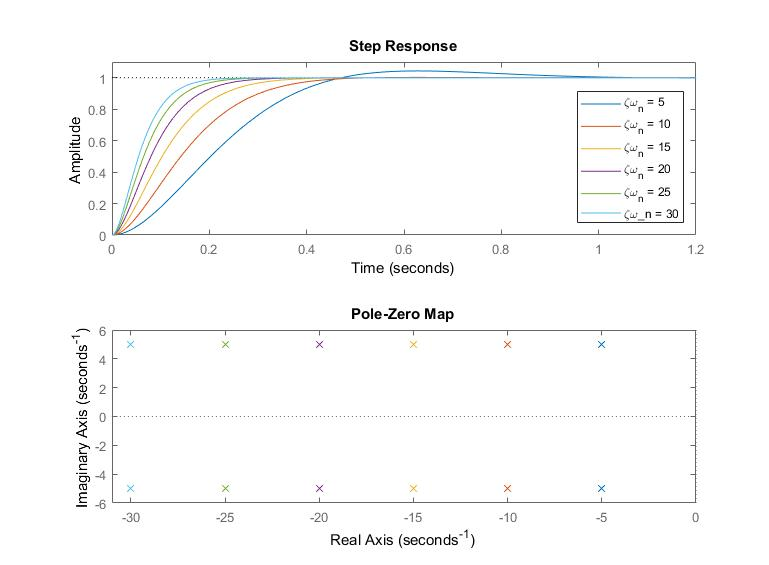 Step Response
Amplitude
1
0.8
0.6
0.4
0.2
0
ζω_n = 5
ζω_n = 10
ζω_n = 15
ζω_n = 20
ζω_n = 25
ζω_n = 30
0 0.2 0.4 0.6 0.8 1 1.2
Time (seconds)
Pole-Zero Map
Imaginary Axis (seconds⁻¹)
6
4
2
0
-2
-4
-6
-30 -25 -20 -15 -10 -5 0
Real Axis (seconds⁻¹)